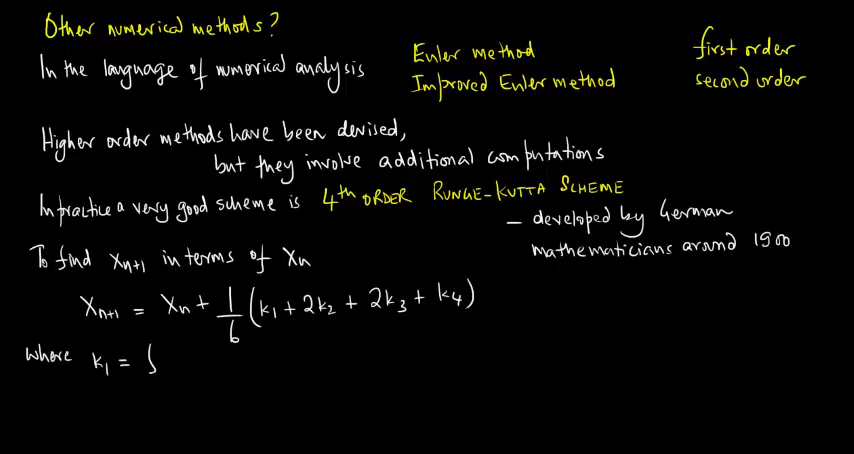 Other numerical methods?
In the language of numerical analysis
Euler method
first order
Improved Euler method
second order
Higher order methods have been devised,
but they involve additional computations
In practice a very good scheme is 4th ORDER RUNGE-KUTTA SCHEME
– developed by German
mathematicians around 1900
To find Xn+1 in terms of Xn
Xn+1 = Xn + 1/6 (k1 + 2k2 + 2k3 + k4)
where k1 = ∫